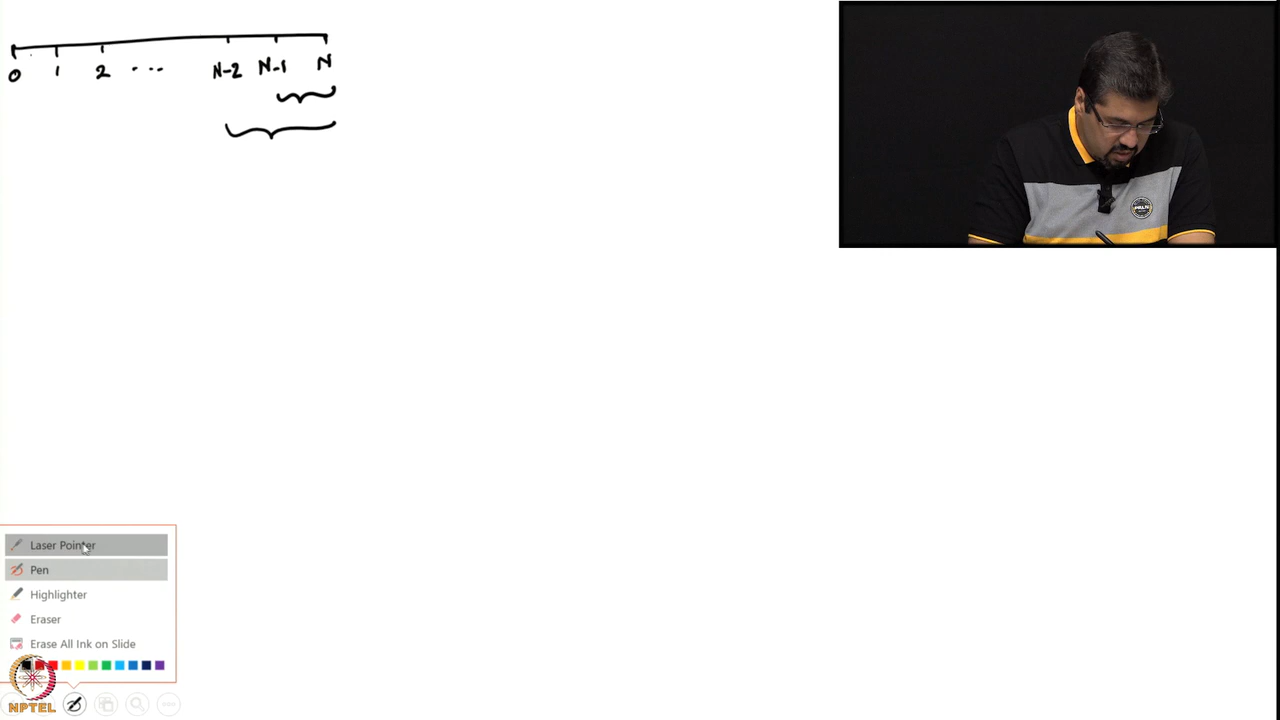 0 1 2 ... N-2 N-1 N
Laser Pointer
Pen
Highlighter
Eraser
Erase All Ink on Slide
NPTEL